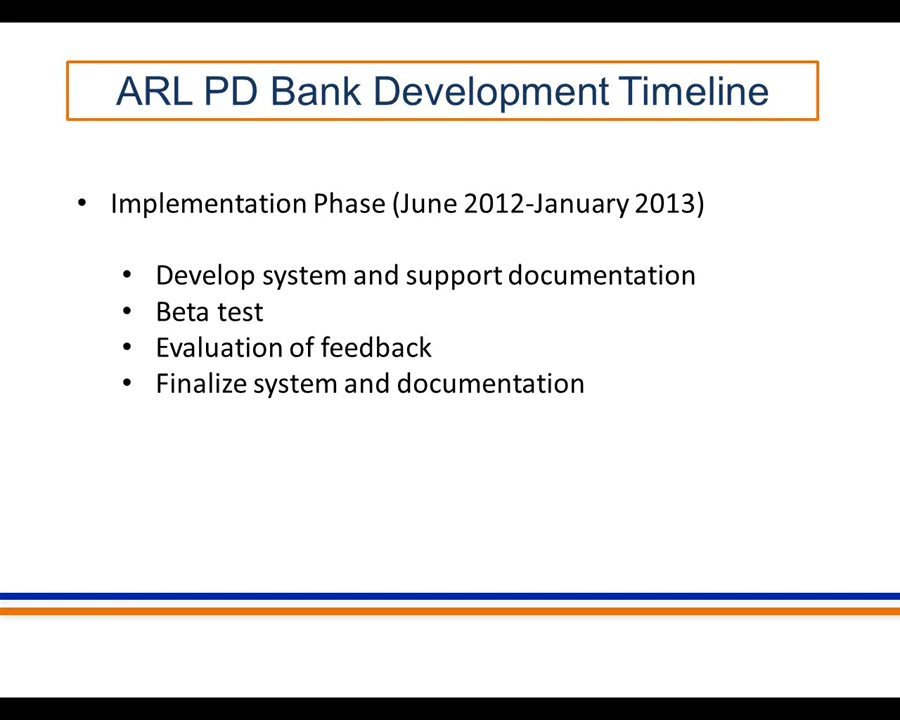 ARL PD Bank Development Timeline
• Implementation Phase (June 2012-January 2013)
• Develop system and support documentation
• Beta test
• Evaluation of feedback
• Finalize system and documentation